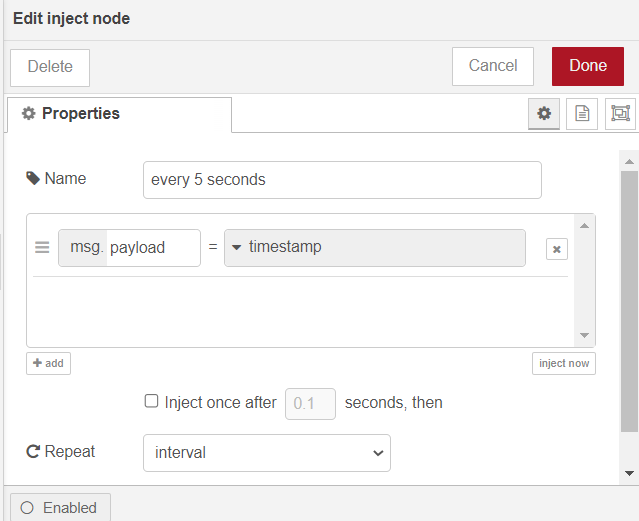 Edit inject node
Delete Cancel Done
Properties
Name every 5 seconds
msg. payload = timestamp
+ add inject now
Inject once after 0.1 seconds, then
Repeat interval
Enabled